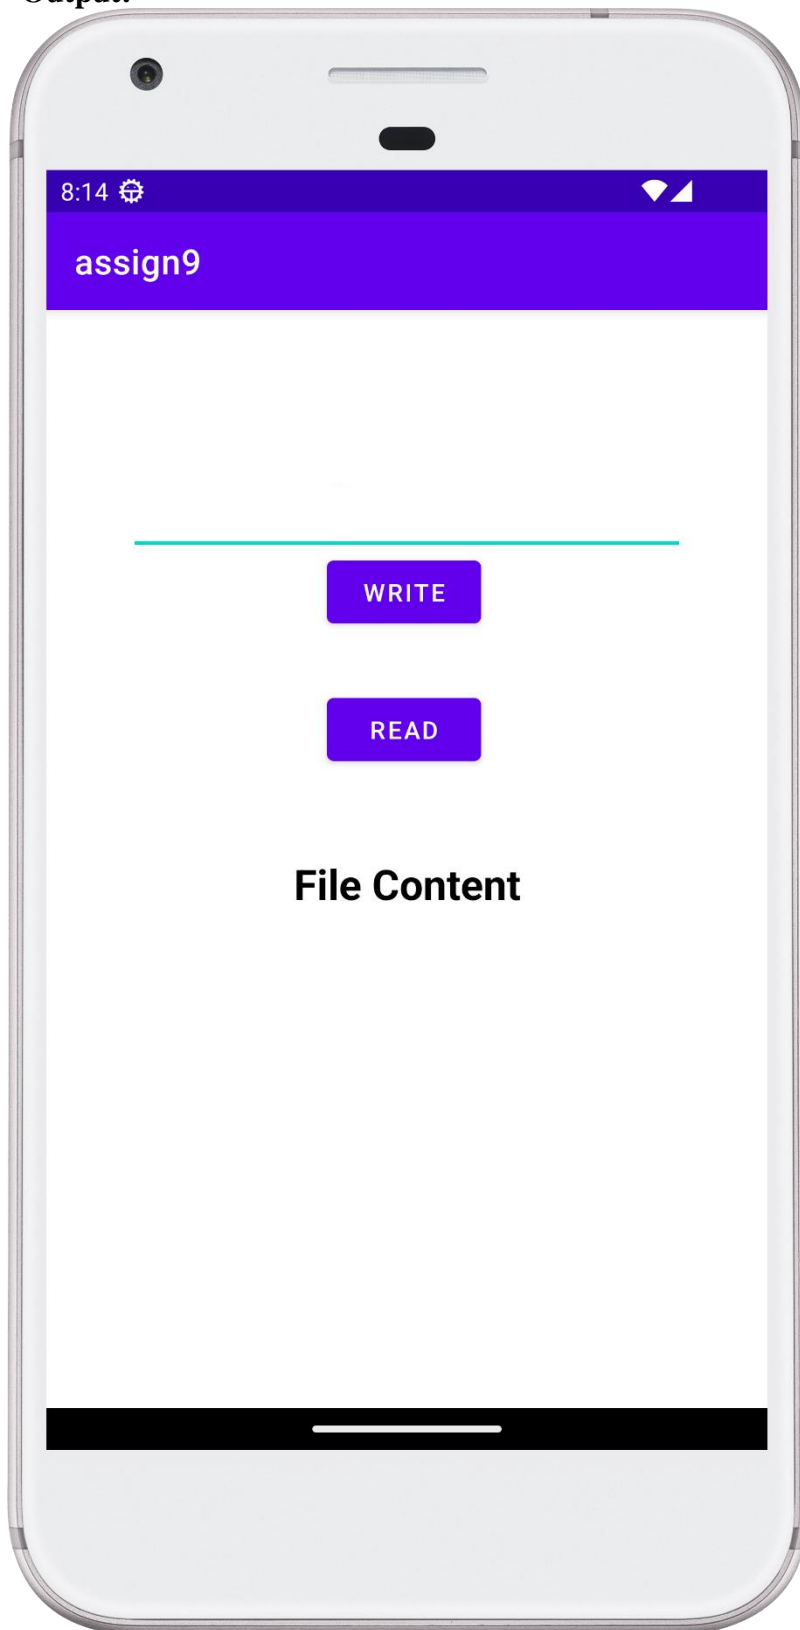 Output:
8:14
assign9
WRITE
READ
File Content